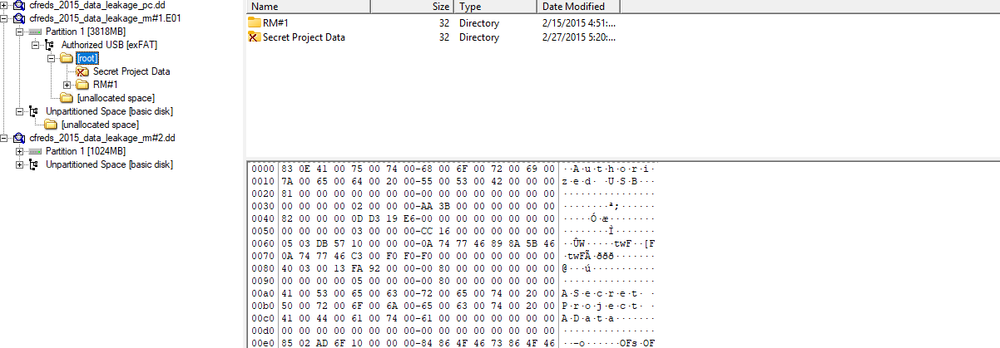 cfreds_2015_data_leakage_pc.dd
cfreds_2015_data_leakage_rm#1.E01
Partition 1 [3818MB]
Authorized USB [exFAT]
[root]
Secret Project Data
RM#1
[unallocated space]
Unpartitioned Space [basic disk]
[unallocated space]
cfreds_2015_data_leakage_rm#2.dd
Partition 1 [1024MB]
Unpartitioned Space [basic disk]
Name Size Type Date Modified
RM#1 32 Directory 2/15/2015 4:51:...
Secret Project Data 32 Directory 2/27/2015 5:20:...
0000 83 0E 41 00 75 00 74 00-68 00 6F 00 72 00 69 00 ··A·u·t·h·o·r·i·
0010 7A 00 65 00 64 00 20 00-55 00 53 00 42 00 00 00 z·e·d· ·U·S·B···
0020 81 00 00 00 00 00 00 00-00 00 00 00 00 00 00 00 ················
0030 00 00 00 00 02 00 00 00-AA 3B 00 00 00 00 00 00 ········ª;······
0040 82 00 00 00 0D D3 19 E6-00 00 00 00 00 00 00 00 ·····Ó·æ········
0050 00 00 00 00 03 00 00 00-CC 16 00 00 00 00 00 00 ········Ì·······
0060 05 03 DB 57 10 00 00 00-0A 74 77 46 89 8A 5B 46 ··ÛW·····twF··[F
0070 0A 74 77 46 C3 00 F0 F0-F0 00 00 00 00 00 00 00 ·twFÃ·ððð·······
0080 40 03 00 13 FA 92 00 00-00 80 00 00 00 00 00 00 @···ú···········
0090 00 00 00 00 05 00 00 00-00 80 00 00 00 00 00 00 ················
00a0 41 00 53 00 65 00 63 00-72 00 65 00 74 00 20 00 A·S·e·c·r·e·t· ·
00b0 50 00 72 00 6F 00 6A 00-65 00 63 00 74 00 20 00 P·r·o·j·e·c·t· ·
00c0 41 00 44 00 61 00 74 00-61 00 00 00 00 00 00 00 A·D·a·t·a·······
00d0 00 00 00 00 00 00 00 00-00 00 00 00 00 00 00 00 ················
00e0 85 02 AD 6F 10 00 00 00-84 86 4F 46 73 86 4F 46 ··­o······OFs·OF